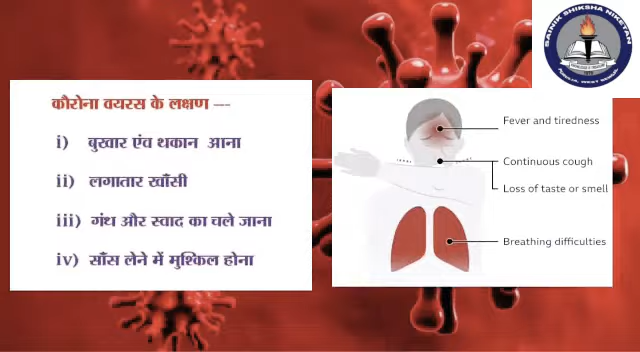 SAINIK SHIKSHA NIKETAN
कौरोना वयरस के लक्षण ---
i) बुखार एंव थकान आना
ii) लगातार खाँसी
iii) गंध और स्वाद का चले जाना
iv) साँस लेने में मुश्किल होना
Fever and tiredness
Continuous cough
Loss of taste or smell
Breathing difficulties